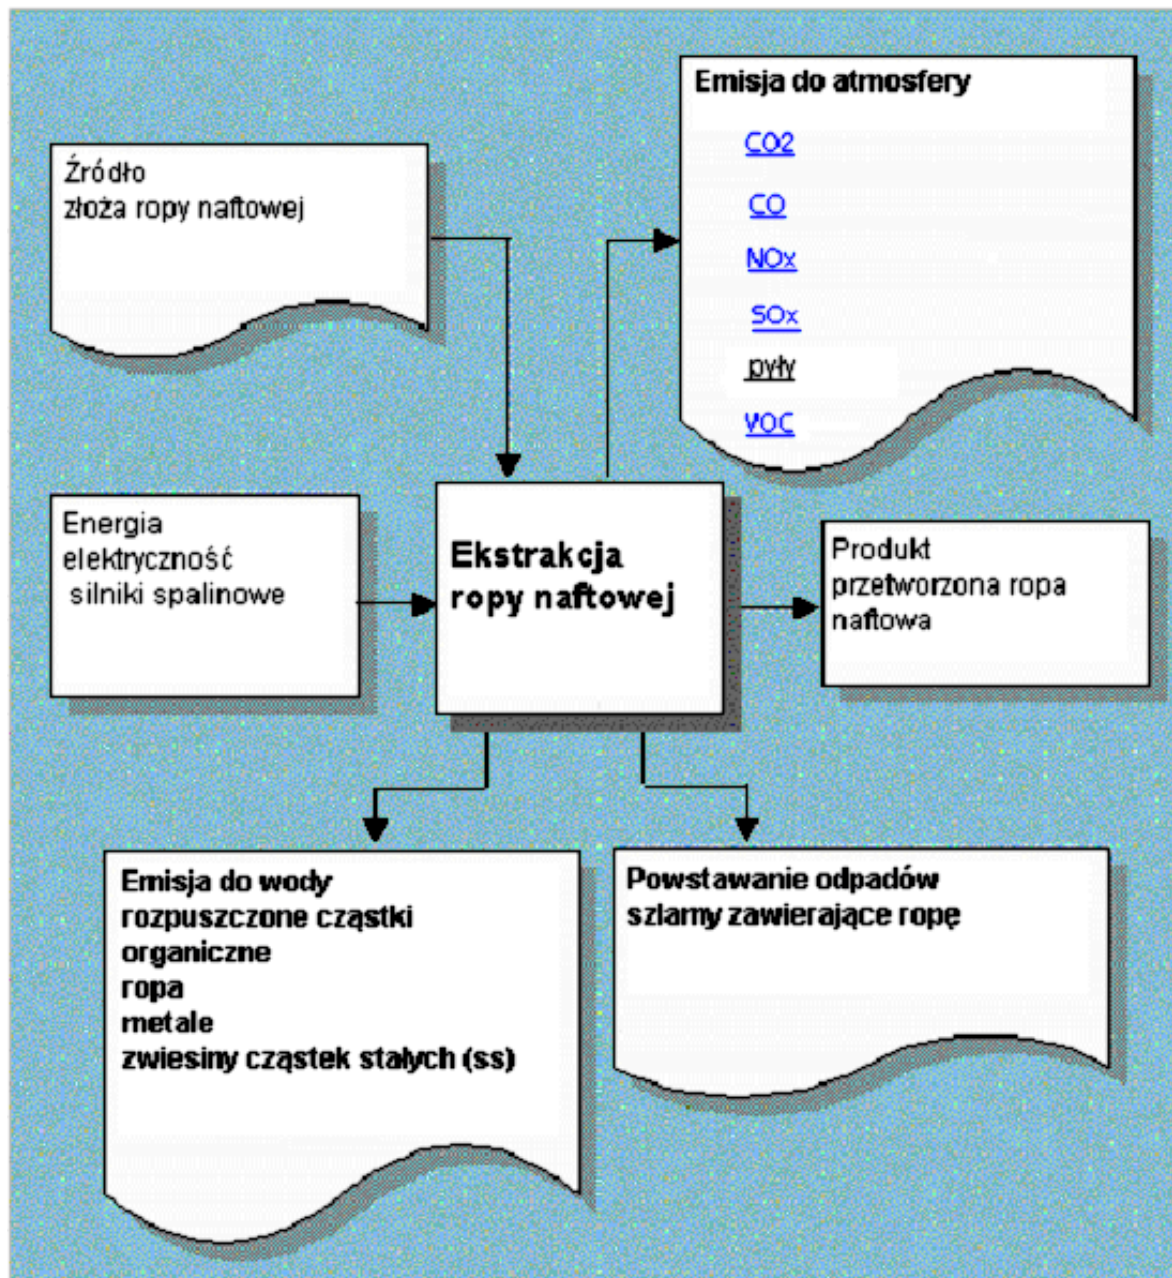 Emisja do atmosfery
CO2
CO
NOx
SOx
pyły
VOC
Źródło
złoża ropy naftowej
Energia
elektryczność
silniki spalinowe
Ekstrakcja
ropy naftowej
Produkt
przetworzona ropa
naftowa
Emisja do wody
rozpuszczone cząstki
organiczne
ropa
metale
zwiesiny cząstek stałych (ss)
Powstawanie odpadów
szlamy zawierające ropę